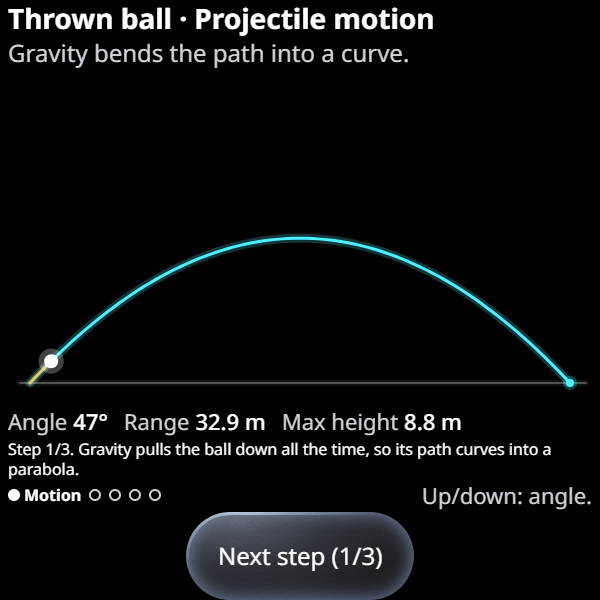 Thrown ball · Projectile motion
Gravity bends the path into a curve.
Angle 47° Range 32.9 m Max height 8.8 m
Step 1/3. Gravity pulls the ball down all the time, so its path curves into a
parabola.
Motion
Up/down: angle.
Next step (1/3)